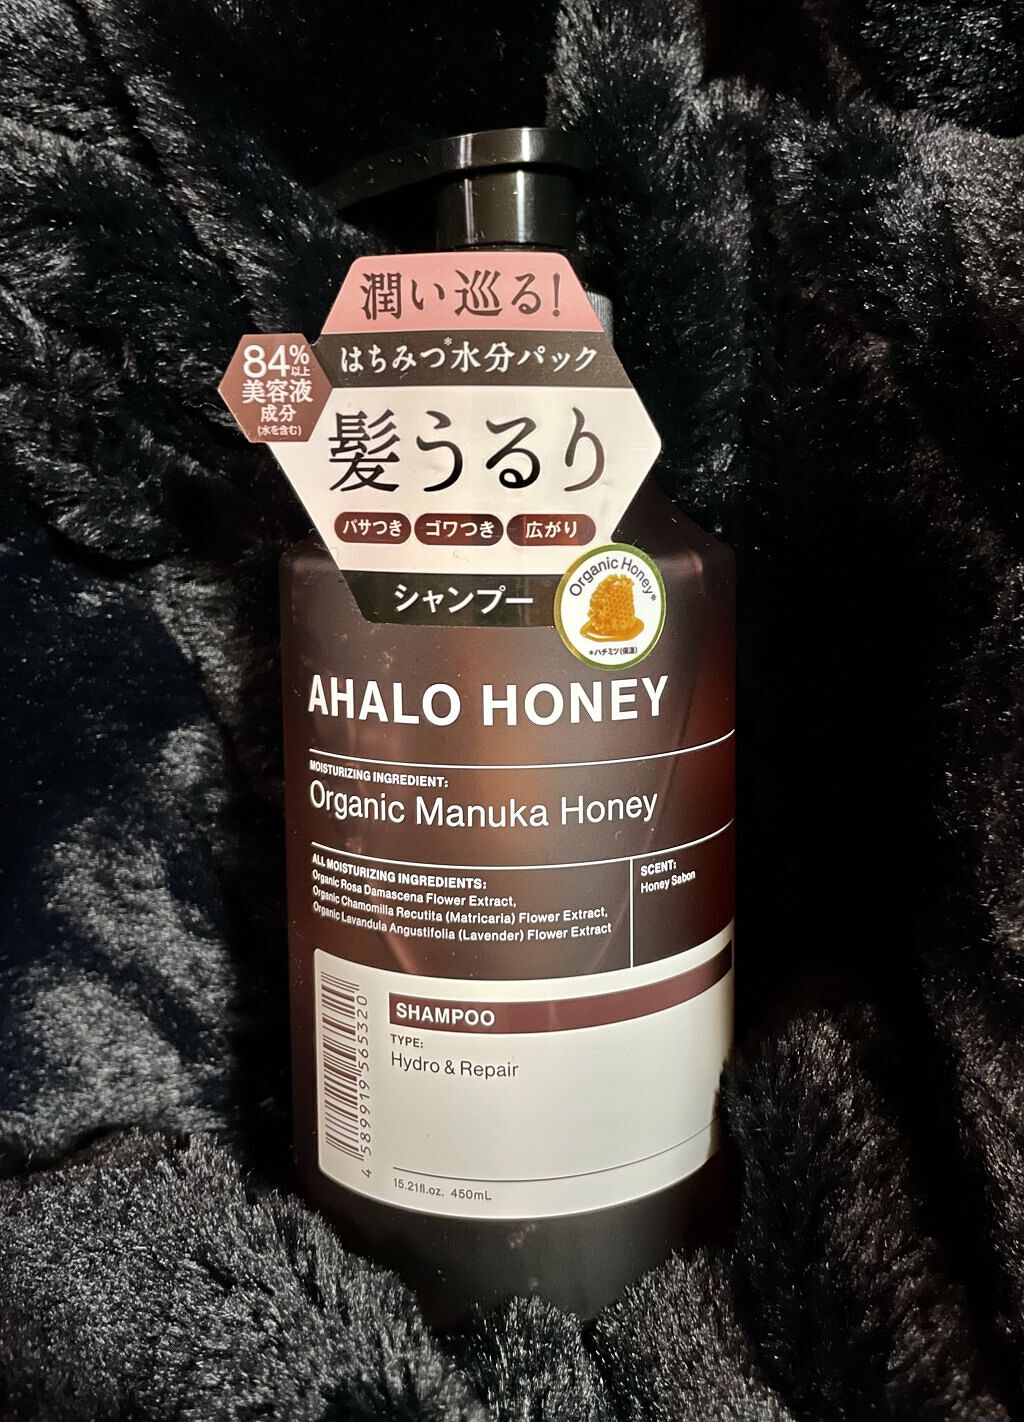 潤い巡る!
はちみつ*水分パック
84%以上
美容液
成分
(水を含む)
髪うるり
パサつき ゴワつき 広がり
シャンプー
Organic Honey*
*ハチミツ(保湿)
AHALO HONEY
MOISTURIZING INGREDIENT:
Organic Manuka Honey
ALL MOISTURIZING INGREDIENTS:
Organic Rosa Damascena Flower Extract,
Organic Chamomilla Recutita (Matricaria) Flower Extract,
Organic Lavandula Angustifolia (Lavender) Flower Extract
SCENT:
Honey Sabon
SHAMPOO
TYPE:
Hydro & Repair
4 589919 565320
15.21fl.oz. 450mL